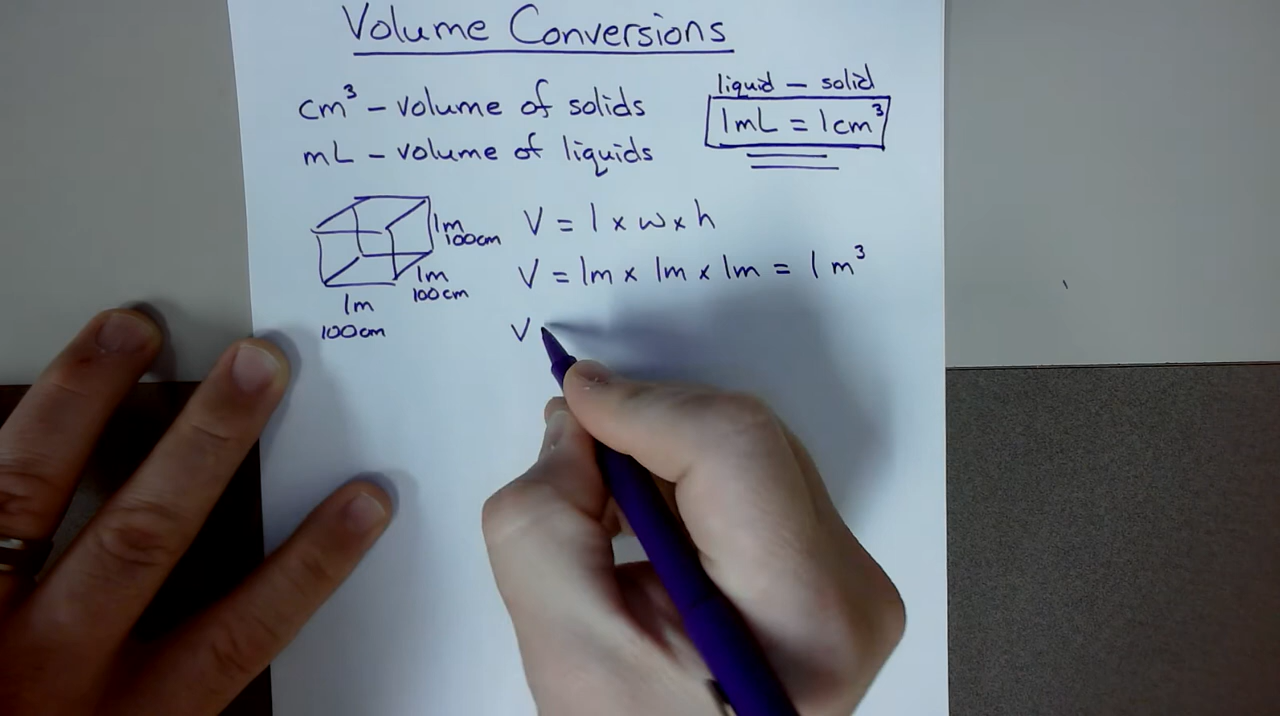 Volume Conversions
cm³ - volume of solids
mL - volume of liquids
liquid - solid
1mL = 1cm³
1m
100cm
1m
100cm
1m
100cm
V = l x w x h
V = 1m x 1m x 1m = 1 m³
V